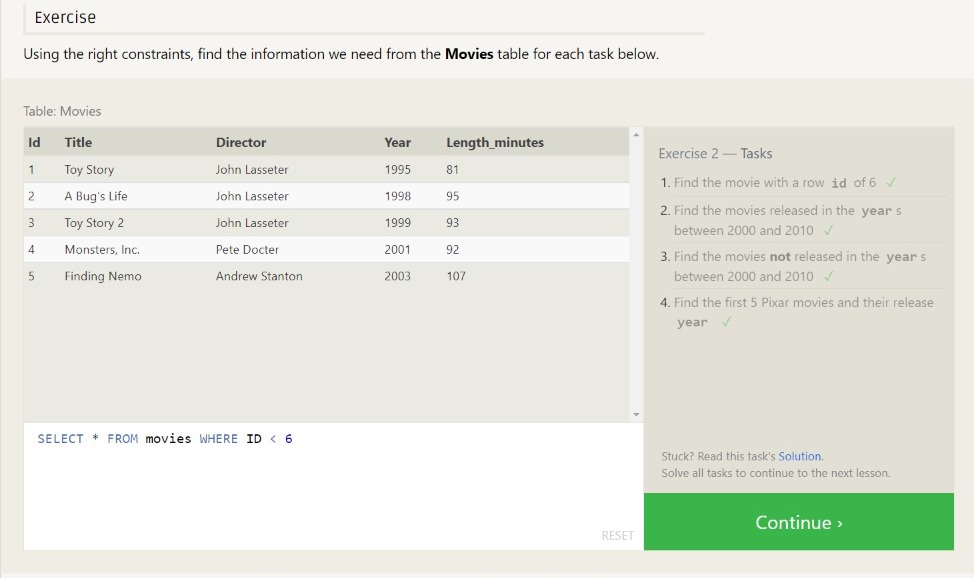 Exercise
Using the right constraints, find the information we need from the Movies table for each task below.
Table: Movies
Id Title Director Year Length_minutes
1 Toy Story John Lasseter 1995 81
2 A Bug's Life John Lasseter 1998 95
3 Toy Story 2 John Lasseter 1999 93
4 Monsters, Inc. Pete Docter 2001 92
5 Finding Nemo Andrew Stanton 2003 107
SELECT * FROM movies WHERE ID < 6
RESET
Exercise 2 — Tasks
1. Find the movie with a row id of 6 ✓
2. Find the movies released in the year s
between 2000 and 2010 ✓
3. Find the movies not released in the year s
between 2000 and 2010 ✓
4. Find the first 5 Pixar movies and their release
year ✓
Stuck? Read this task's Solution.
Solve all tasks to continue to the next lesson.
Continue ›